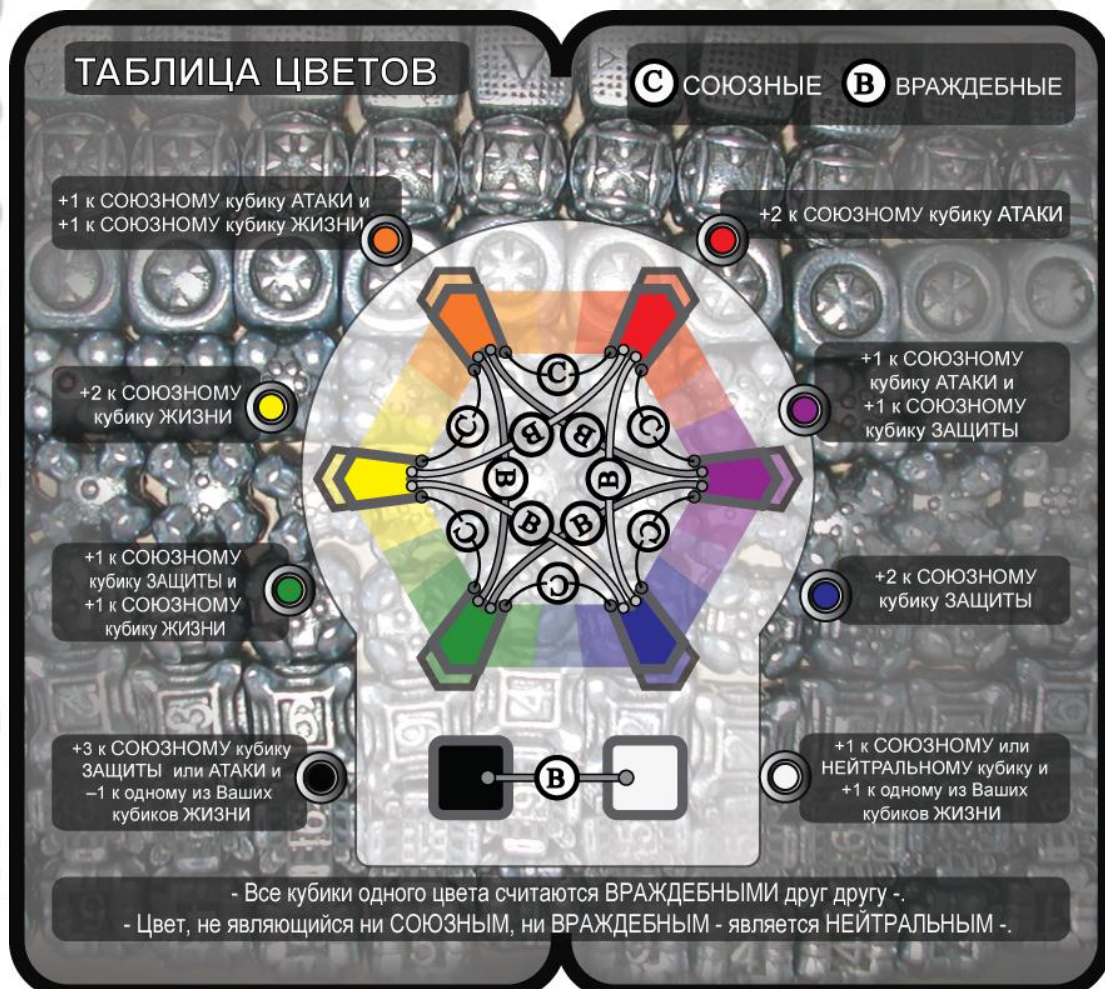 ТАБЛИЦА ЦВЕТОВ
С СОЮЗНЫЕ В ВРАЖДЕБНЫЕ
+1 к СОЮЗНОМУ кубику АТАКИ и
+1 к СОЮЗНОМУ кубику ЖИЗНИ
+2 к СОЮЗНОМУ кубику АТАКИ
+2 к СОЮЗНОМУ
кубику ЖИЗНИ
+1 к СОЮЗНОМУ
кубику АТАКИ и
+1 к СОЮЗНОМУ
кубику ЗАЩИТЫ
С
С
С
В
В
В
В
В
В
С
С
С
+1 к СОЮЗНОМУ
кубику ЗАЩИТЫ и
+1 к СОЮЗНОМУ
кубику ЖИЗНИ
+2 к СОЮЗНОМУ
кубику ЗАЩИТЫ
+3 к СОЮЗНОМУ кубику
ЗАЩИТЫ или АТАКИ и
–1 к одному из Ваших
кубиков ЖИЗНИ
В
+1 к СОЮЗНОМУ или
НЕЙТРАЛЬНОМУ кубику и
+1 к одному из Ваших
кубиков ЖИЗНИ
- Все кубики одного цвета считаются ВРАЖДЕБНЫМИ друг другу -.
- Цвет, не являющийся ни СОЮЗНЫМ, ни ВРАЖДЕБНЫМ - является НЕЙТРАЛЬНЫМ -.